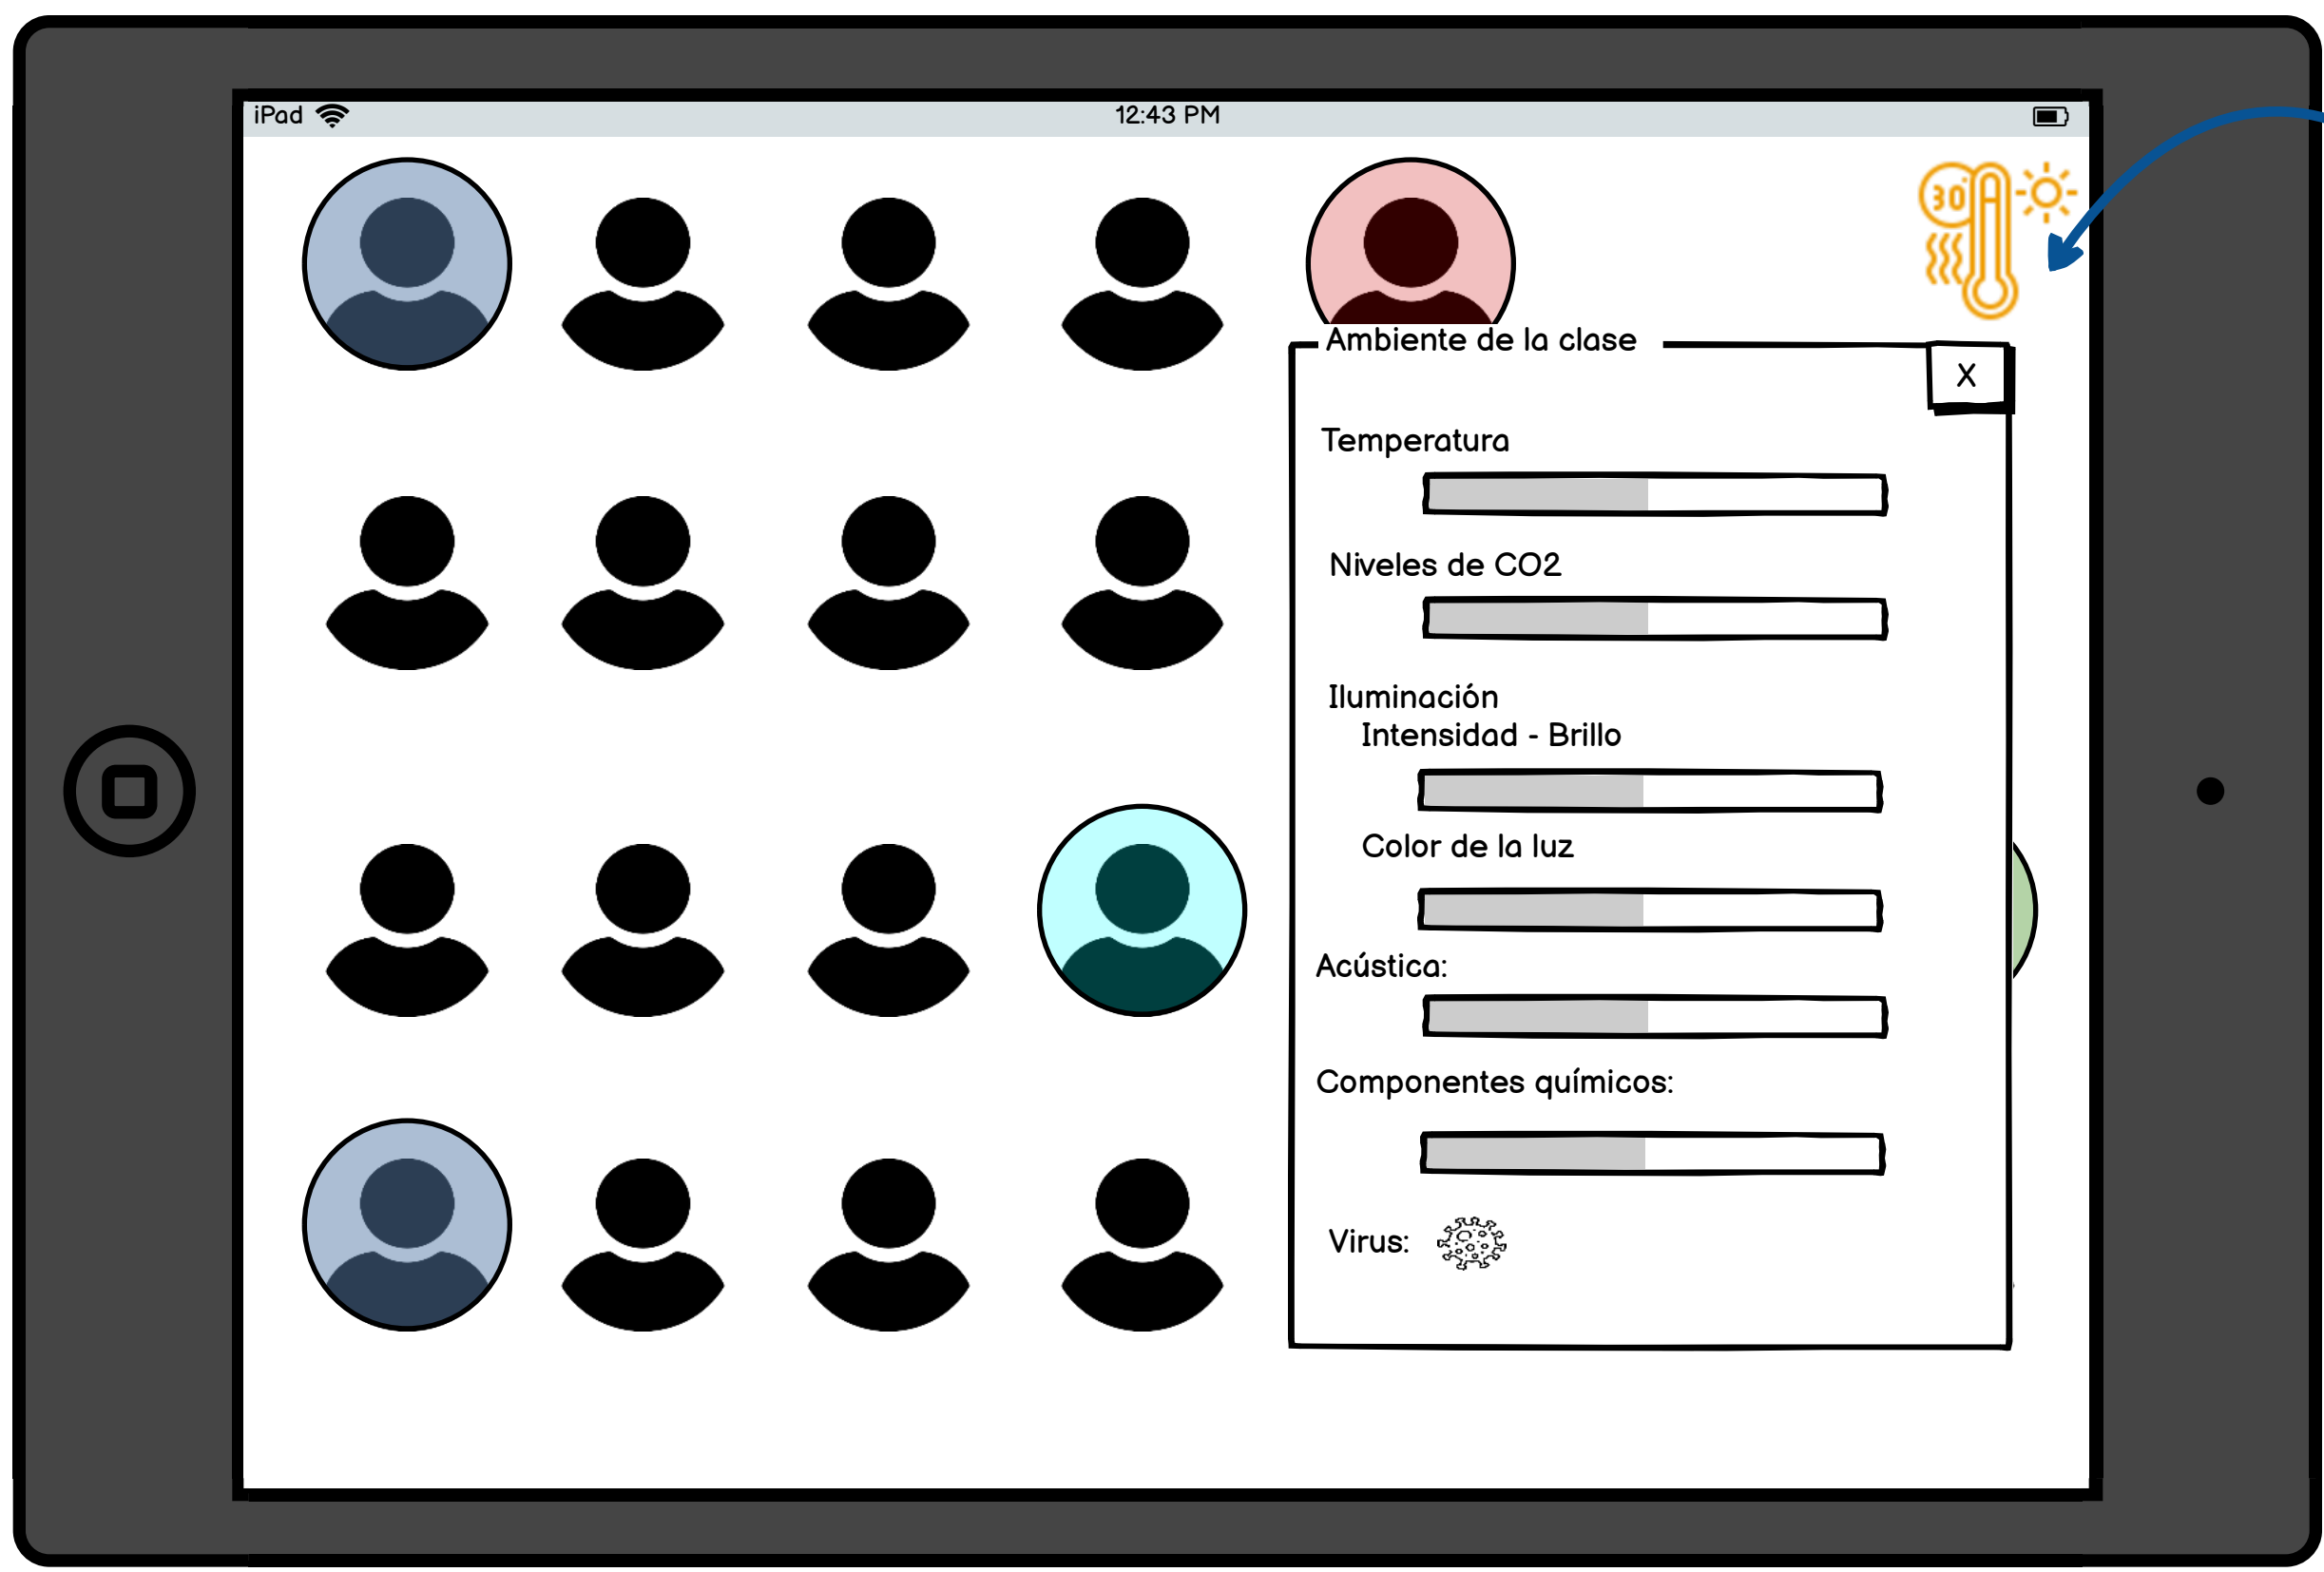 iPad
12:43 PM
30°
Ambiente de la clase
X
Temperatura
Niveles de CO2
Iluminación
Intensidad - Brillo
Color de la luz
Acústica:
Componentes químicos:
Virus: